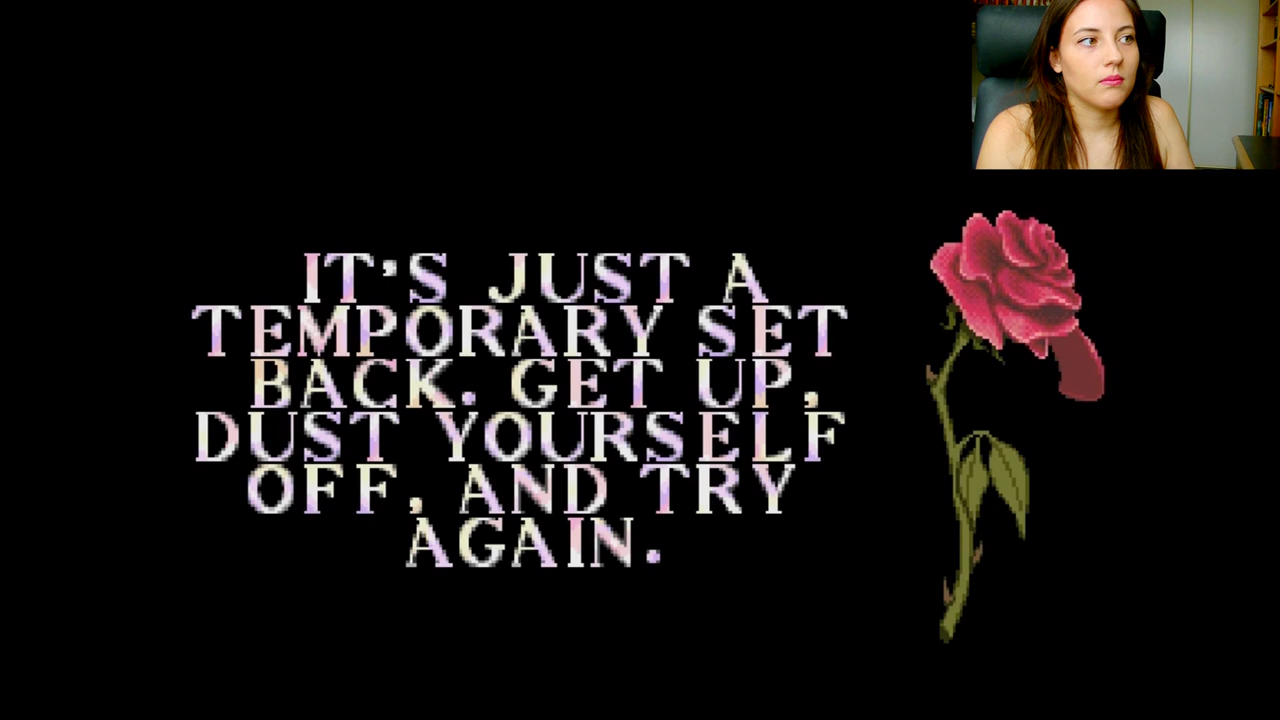 IT'S JUST A
TEMPORARY SET
BACK. GET UP,
DUST YOURSELF
OFF, AND TRY
AGAIN.